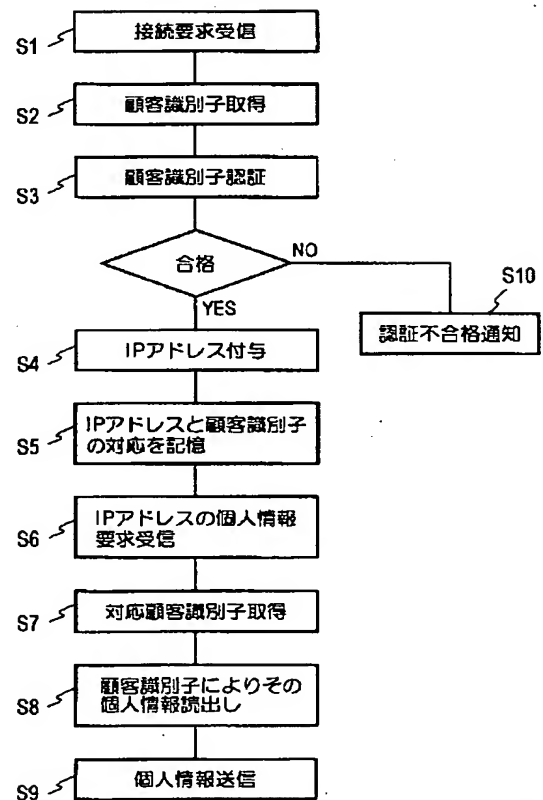 S1
接続要求受信
S2
顧客識別子取得
S3
顧客識別子認証
合格
NO
YES
S10
認証不合格通知
S4
IPアドレス付与
S5
IPアドレスと顧客識別子
の対応を記憶
S6
IPアドレスの個人情報
要求受信
S7
対応顧客識別子取得
S8
顧客識別子によりその
個人情報読出し
S9
個人情報送信